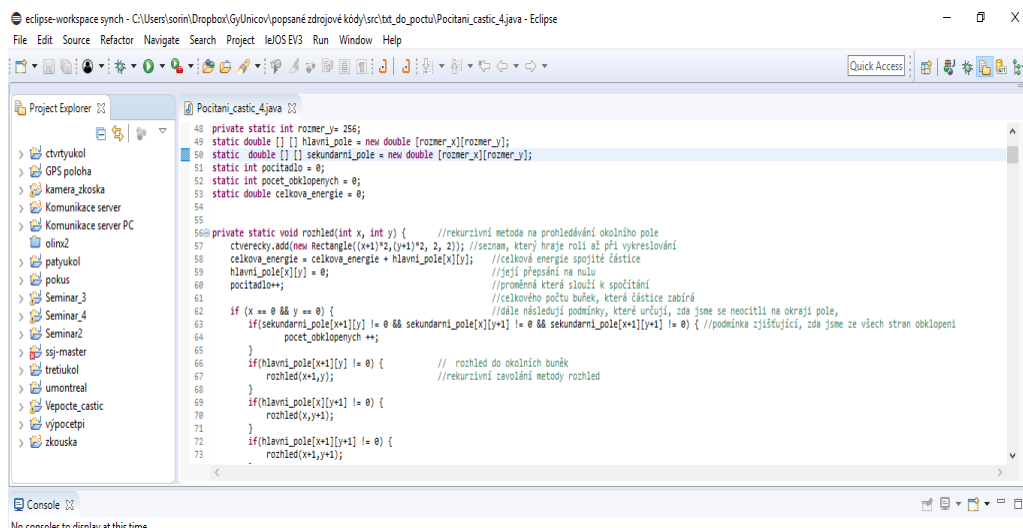 eclipse-workspace synch - C:\Users\sorin\Dropbox\GyUnicov\popsané zdrojové kódy\src\txt_do_poctu\Pocitani_castic_4.java - Eclipse
File Edit Source Refactor Navigate Search Project leJOS EV3 Run Window Help
Quick Access
Project Explorer
Pocitani_castic_4.java
ctvrtyukol
GPS poloha
kamera_zkoska
Komunikace server
Komunikace server PC
olinx2
patyukol
pokus
Seminar_3
Seminar_4
Seminar2
ssj-master
tretiukol
umontreal
Vepocte_castic
výpocetpi
zkouska
48 private static int rozmer_y= 256;
49 static double [] [] hlavni_pole = new double [rozmer_x][rozmer_y];
50 static double [] [] sekundarni_pole = new double [rozmer_x][rozmer_y];
51 static int pocitadlo = 0;
52 static int pocet_obklopenych = 0;
53 static double celkova_energie = 0;
54
55
56 private static void rozhled(int x, int y) { //rekurzivní metoda na prohledávání okolního pole
57 ctverecky.add(new Rectangle((x+1)*2,(y+1)*2, 2, 2)); //seznam, který hraje roli až při vykreslování
58 celkova_energie = celkova_energie + hlavni_pole[x][y]; //celková energie spojité částice
59 hlavni_pole[x][y] = 0; //její přepsání na nulu
60 pocitadlo++; //proměnná která slouží k spočítání
61 //celkového počtu buňek, která částice zabírá
62 if (x == 0 && y == 0) { //dále následují podmínky, které určují, zda jsme se neocitli na okraji pole,
63 if(sekundarni_pole[x+1][y] != 0 && sekundarni_pole[x][y+1] != 0 && sekundarni_pole[x+1][y+1] != 0) { //podmínka zjišťující, zda jsme ze všech stran obklopeni
64 pocet_obklopenych ++;
65 }
66 if(hlavni_pole[x+1][y] != 0) { // rozhled do okolních buněk
67 rozhled(x+1,y); //rekurzivní zavolání metody rozhled
68 }
69 if(hlavni_pole[x][y+1] != 0) {
70 rozhled(x,y+1);
71 }
72 if(hlavni_pole[x+1][y+1] != 0) {
73 rozhled(x+1,y+1);
Console
No consoles to display at this time.